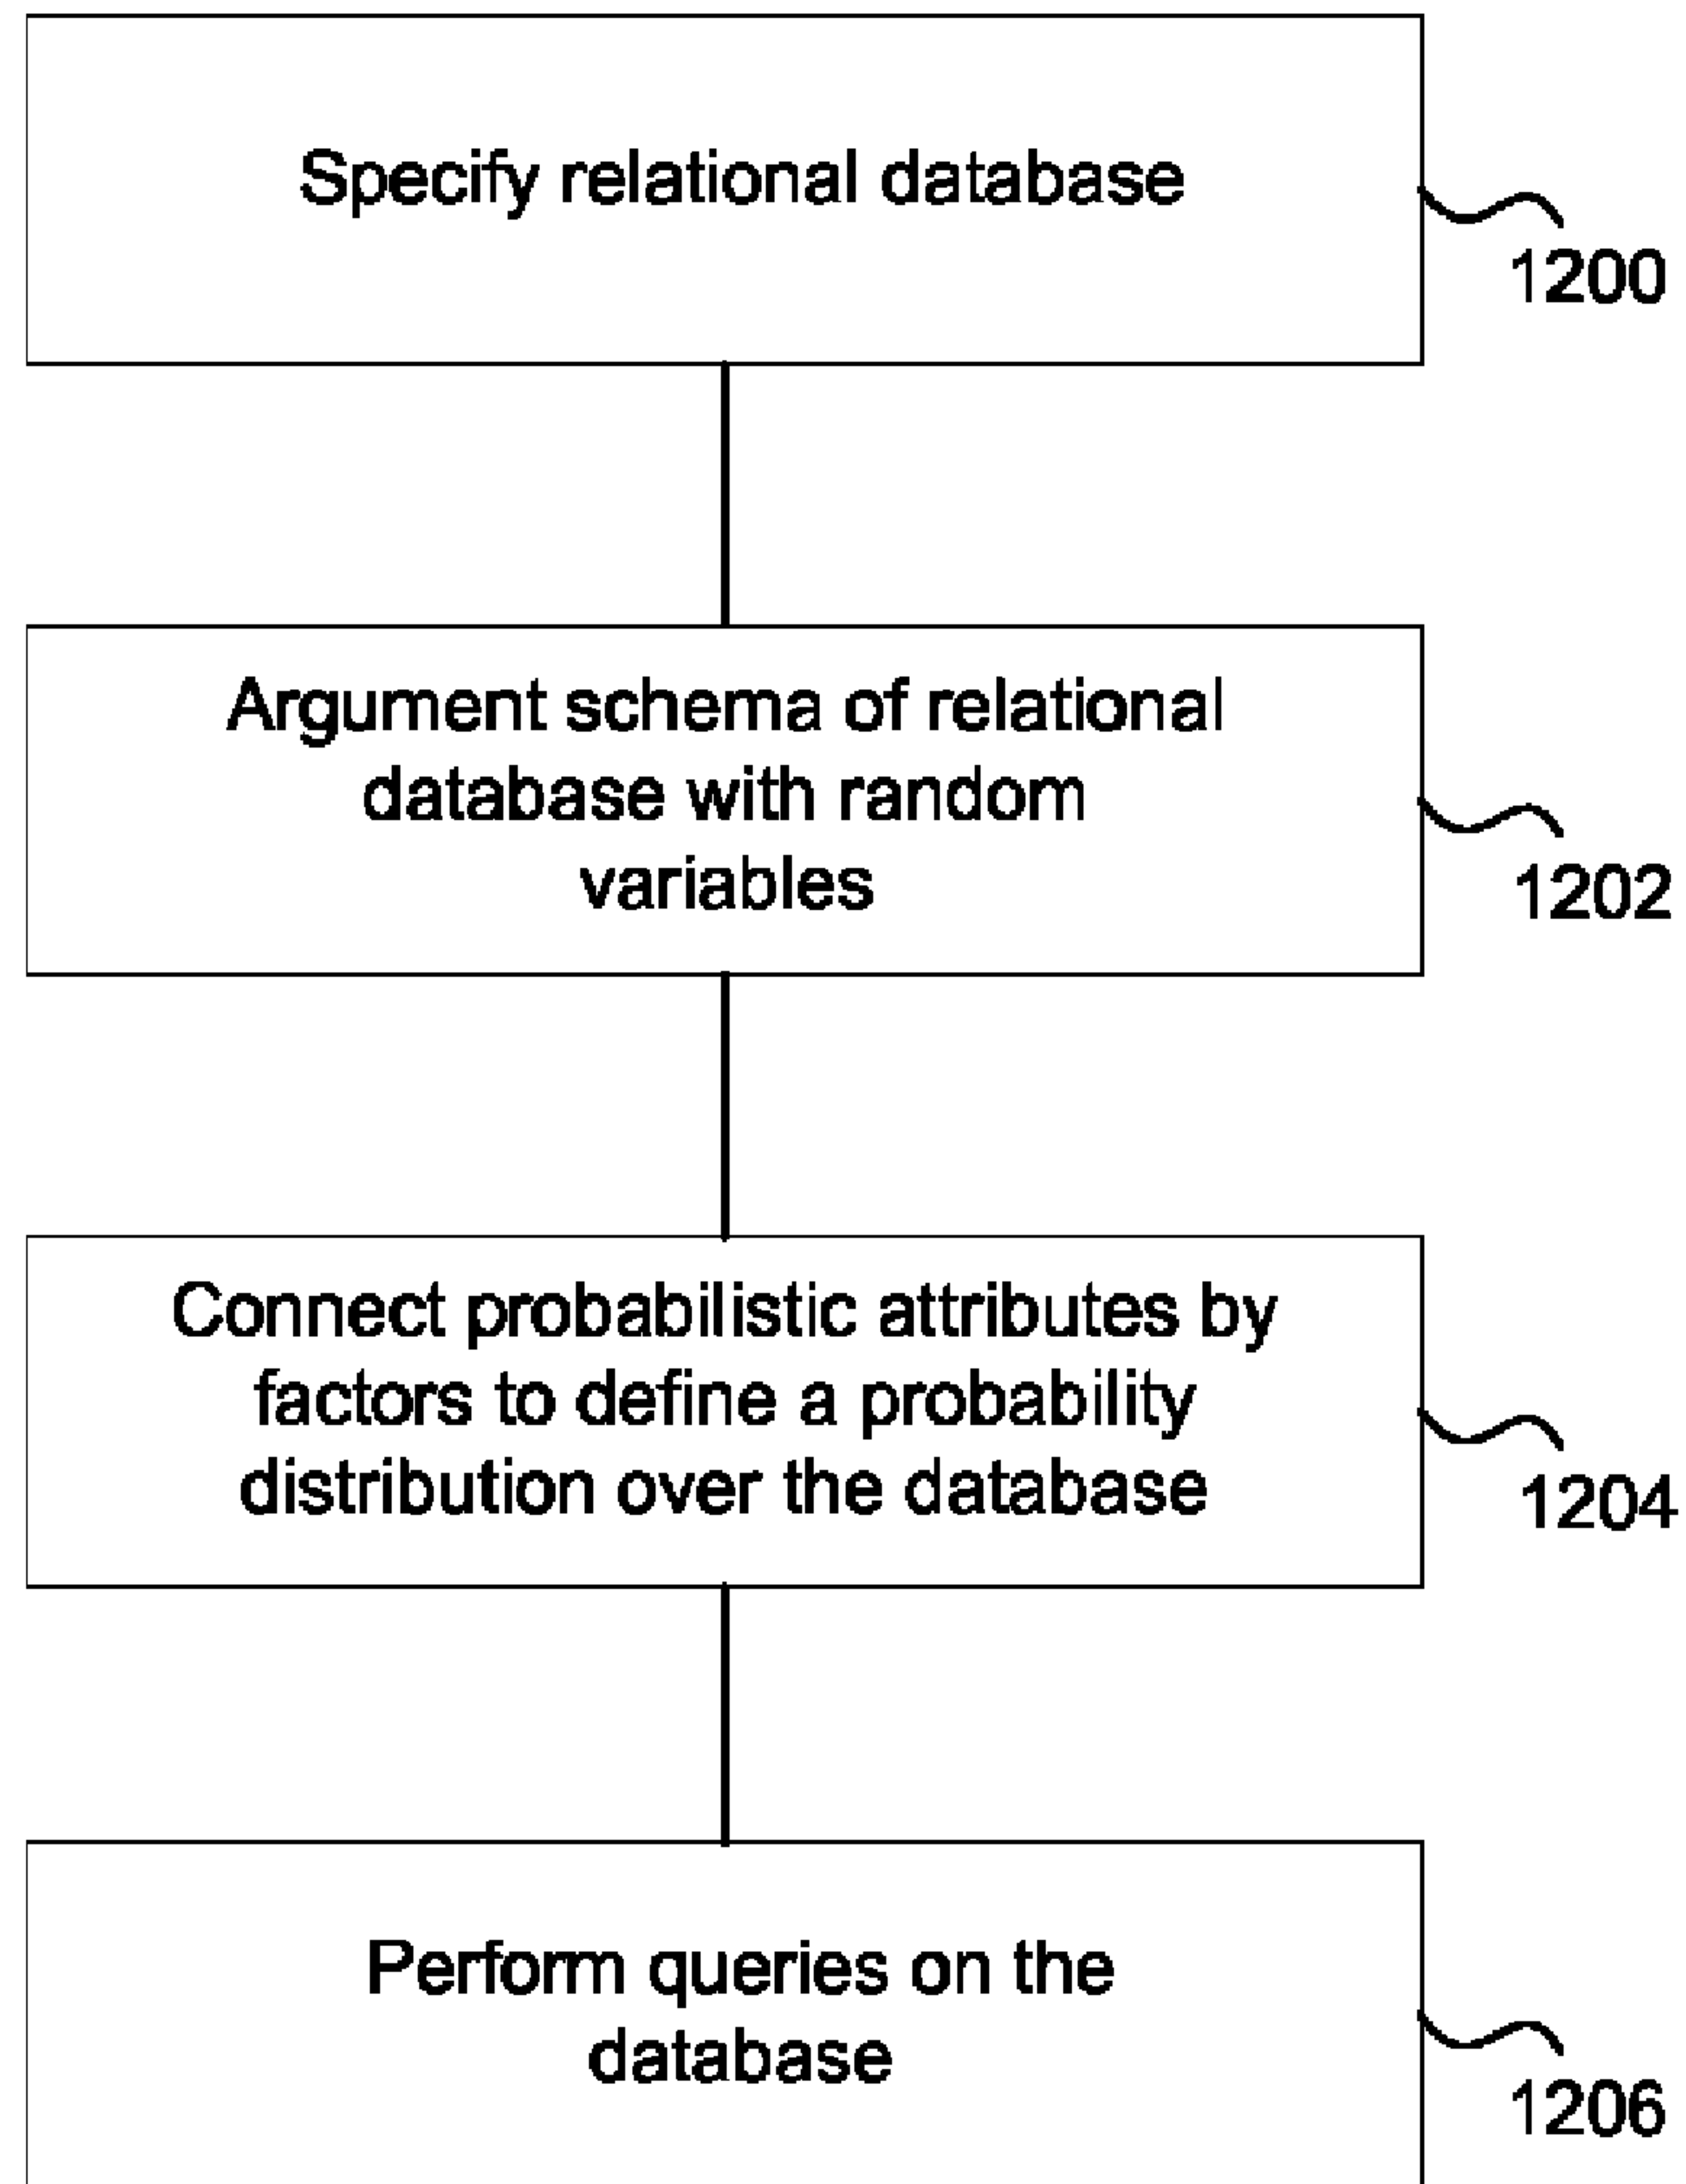 Specify relational database
1200
Argument schema of relational
database with random
variables
1202
Connect probabilistic attributes by
factors to define a probability
distribution over the database
1204
Perform queries on the
database
1206